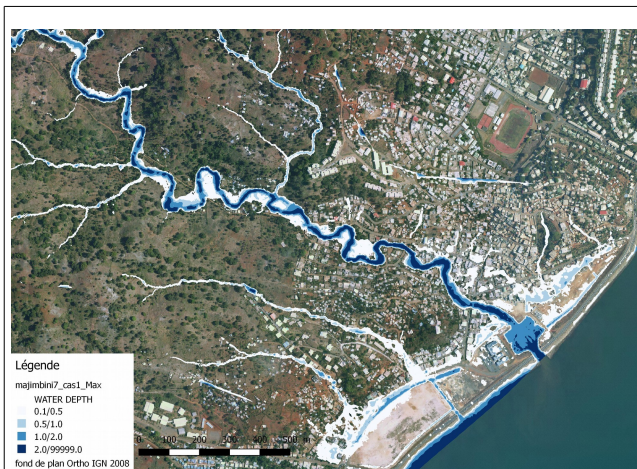 Légende
majimbini7_cas1_Max
WATER DEPTH
0.1/0.5
0.5/1.0
1.0/2.0
2.0/99999.0
fond de plan Ortho IGN 2008
0 100 200 300 400 500 m